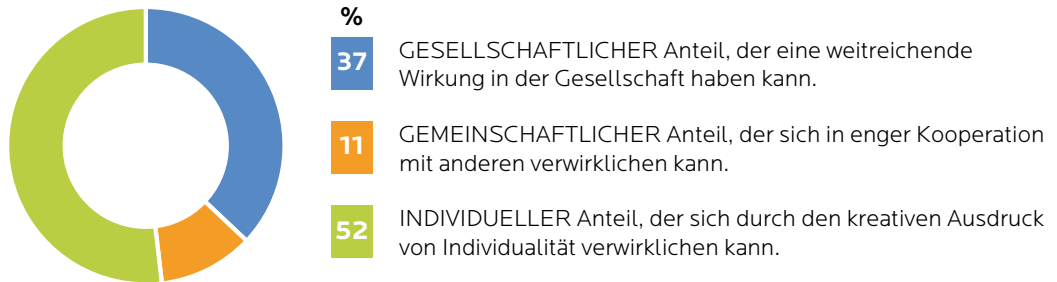 %
37
GESELLSCHAFTLICHER Anteil, der eine weitreichende
Wirkung in der Gesellschaft haben kann.
11
GEMEINSCHAFTLICHER Anteil, der sich in enger Kooperation
mit anderen verwirklichen kann.
52
INDIVIDUELLER Anteil, der sich durch den kreativen Ausdruck
von Individualität verwirklichen kann.